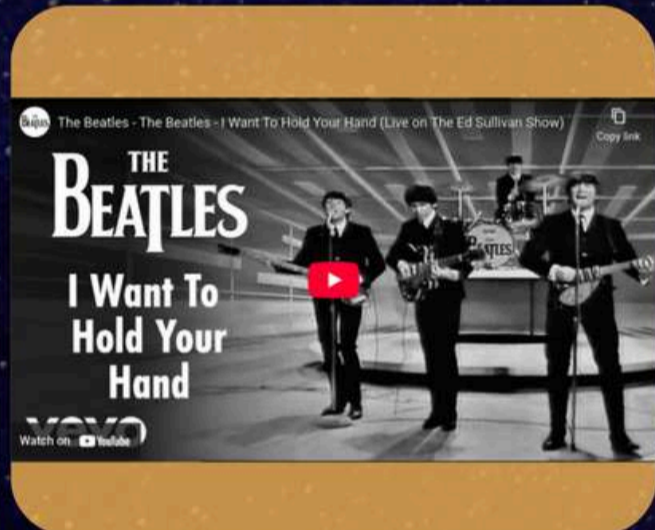 The Beatles - The Beatles - I Want To Hold Your Hand (Live on The Ed Sullivan Show)
Copy link
THE
BEATLES
I Want To
Hold Your
Hand
BEATLES
vevo
Watch on YouTube